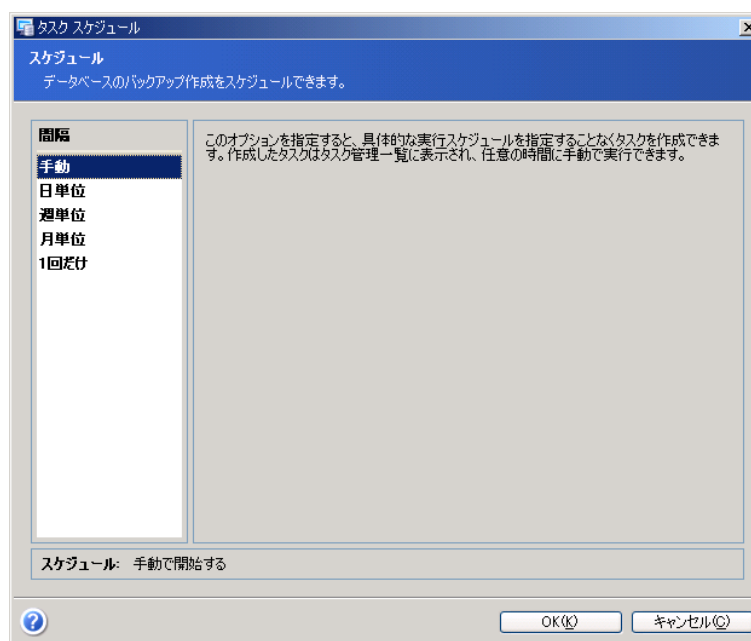 タスク スケジュール
スケジュール
データベースのバックアップ作成をスケジュールできます。
間隔
手動
日単位
週単位
月単位
1回だけ
このオプションを指定すると、具体的な実行スケジュールを指定することなくタスクを作成できま
す。作成したタスクはタスク管理一覧に表示され、任意の時間に手動で実行できます。
スケジュール: 手動で開始する
?
OK(K)
キャンセル(C)